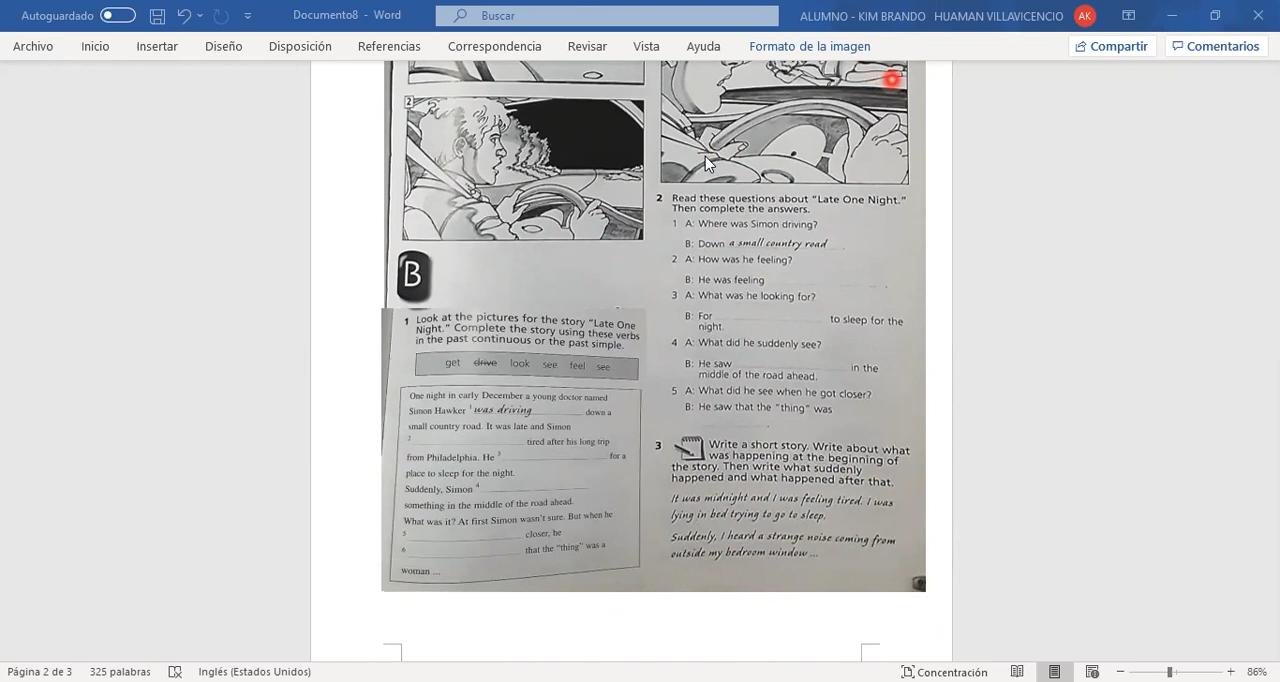 Autoguardado
Documento8 - Word
Buscar
ALUMNO - KIM BRANDO HUAMAN VILLAVICENCIO
AK
Archivo Inicio Insertar Diseño Disposición Referencias Correspondencia Revisar Vista Ayuda Formato de la imagen
Compartir Comentarios
2
B
1 Look at the pictures for the story "Late One
Night." Complete the story using these verbs
in the past continuous or the past simple.
get drive look see feel see
One night in early December a young doctor named
Simon Hawker 1 was driving down a
small country road. It was late and Simon
2 tired after his long trip
from Philadelphia. He 3 for a
place to sleep for the night.
Suddenly, Simon 4
something in the middle of the road ahead.
What was it? At first Simon wasn't sure. But when he
5 closer, he
6 that the "thing" was a
woman ...
2 Read these questions about "Late One Night."
Then complete the answers.
1 A: Where was Simon driving?
B: Down a small country road.
2 A: How was he feeling?
B: He was feeling
3 A: What was he looking for?
B: For to sleep for the
night.
4 A: What did he suddenly see?
B: He saw in the
middle of the road ahead.
5 A: What did he see when he got closer?
B: He saw that the "thing" was
3 Write a short story. Write about what
was happening at the beginning of
the story. Then write what suddenly
happened and what happened after that.
It was midnight and I was feeling tired. I was
lying in bed trying to go to sleep.
Suddenly, I heard a strange noise coming from
outside my bedroom window ...
Página 2 de 3 325 palabras Inglés (Estados Unidos) Concentración 86%